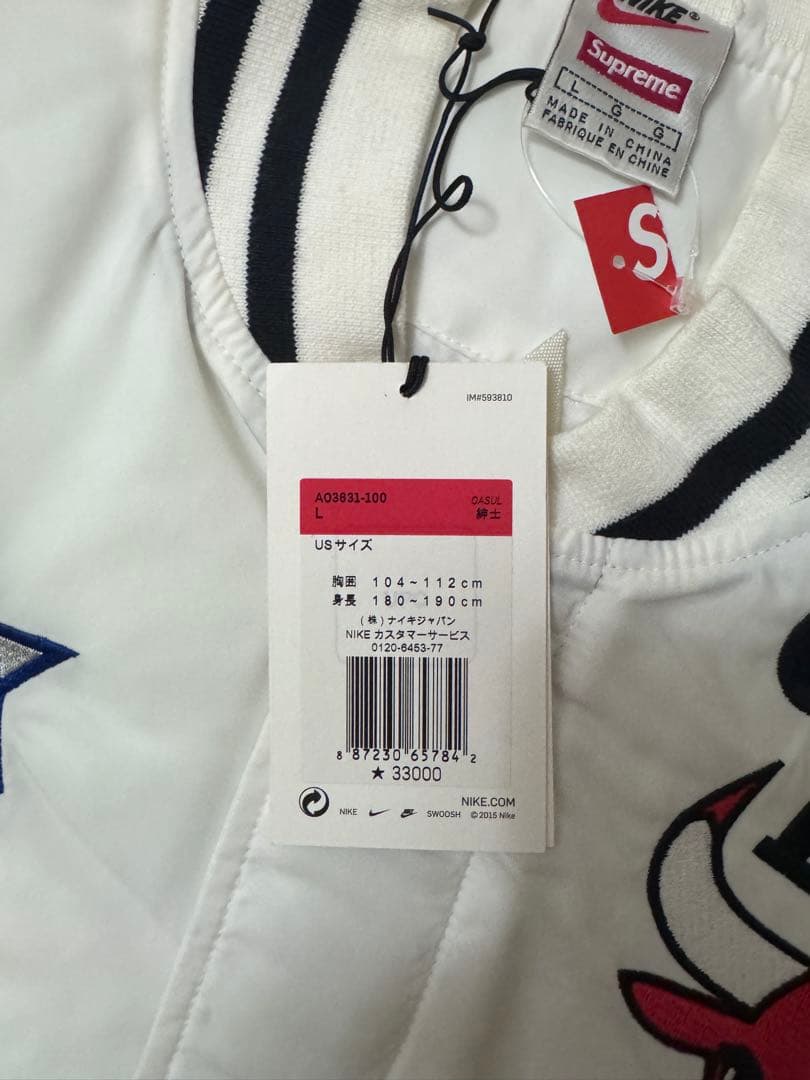 NIKE®
Supreme
L G G
MADE IN CHINA
FABRIQUE EN CHINE
.S
IM#593810
AO3631-100 OASUL
L 紳士
USサイズ
胸囲 104~112cm
身長 180~190cm
(株)ナイキジャパン
NIKE カスタマーサービス
0120-6453-77
8 87230 65784 2
★ 33000
NIKE SWOOSH
NIKE.COM
© 2015 Nike